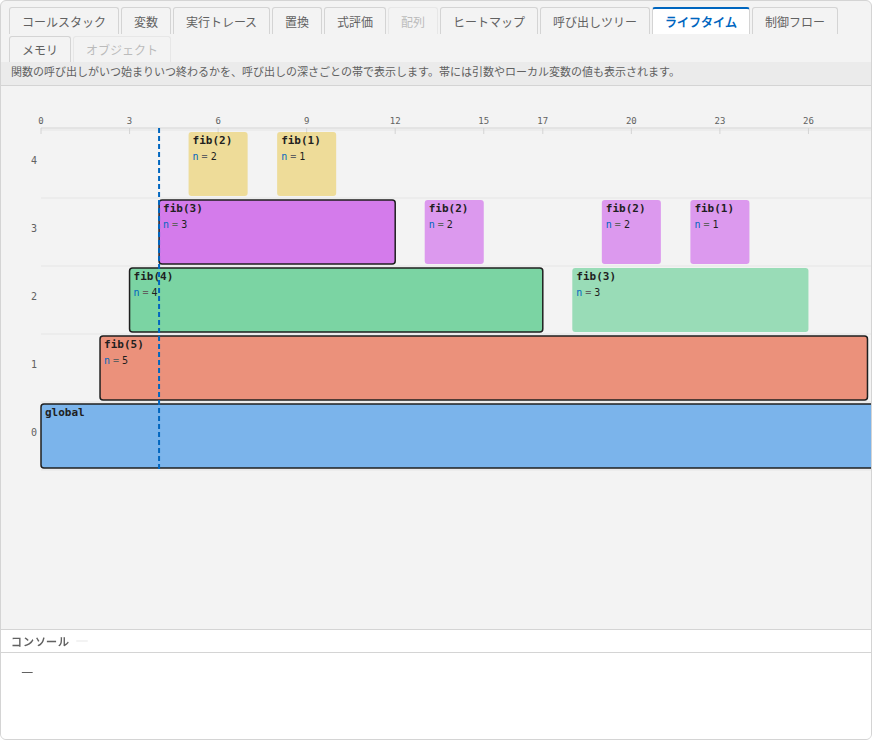 コールスタック 変数 実行トレース 置換 式評価 配列 ヒートマップ 呼び出しツリー ライフタイム 制御フロー
メモリ オブジェクト
関数の呼び出しがいつ始まりいつ終わるかを、呼び出しの深さごとの帯で表示します。帯には引数やローカル変数の値も表示されます。
0 3 6 9 12 15 17 20 23 26
4
fib(2) fib(1)
n = 2 n = 1
3
fib(3) fib(2) fib(2) fib(1)
n = 3 n = 2 n = 2 n = 1
2
fib(4) fib(3)
n = 4 n = 3
1
fib(5)
n = 5
0
global
コンソール —
—